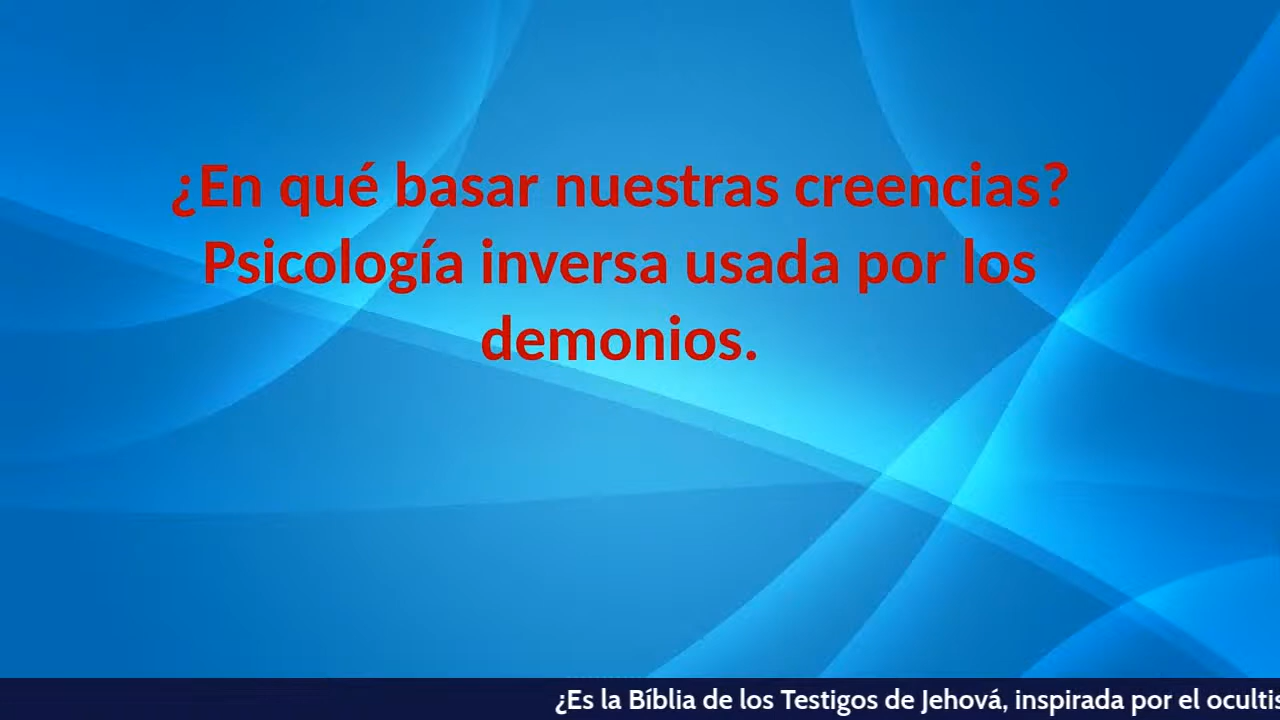 ¿En qué basar nuestras creencias?
Psicología inversa usada por los
demonios.
¿Es la Bíblia de los Testigos de Jehová, inspirada por el